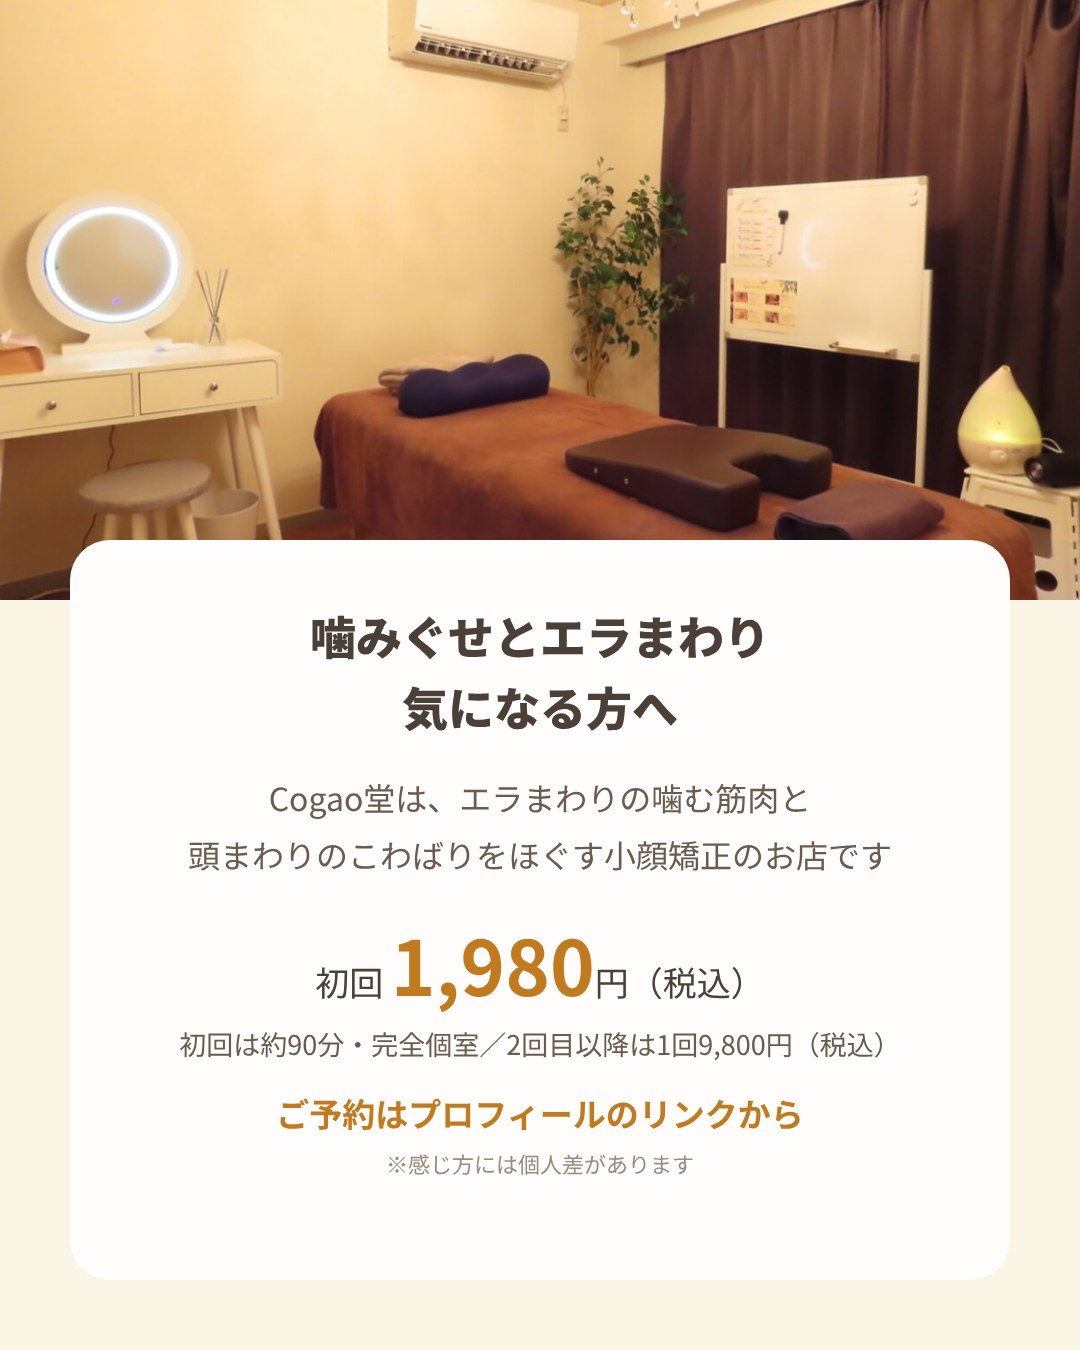 噛みぐせとエラまわり
気になる方へ
Cogao堂は、エラまわりの噛む筋肉と
頭まわりのこわばりをほぐす小顔矯正のお店です
初回 1,980円（税込）
初回は約90分・完全個室／2回目以降は1回9,800円（税込）
ご予約はプロフィールのリンクから
※感じ方には個人差があります